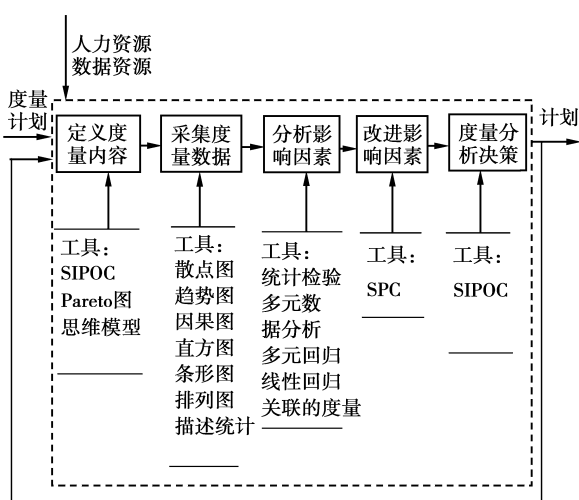 人力资源
数据资源
度量
计划
计划
定义度
量内容
采集度
量数据
分析影
响因素
改进影
响因素
度量分
析决策
工具：
SIPOC
Pareto图
思维模型
工具：
散点图
趋势图
因果图
直方图
条形图
排列图
描述统计
工具：
统计检验
多元数
据分析
多元回归
线性回归
关联的度量
工具：
SPC
工具：
SIPOC